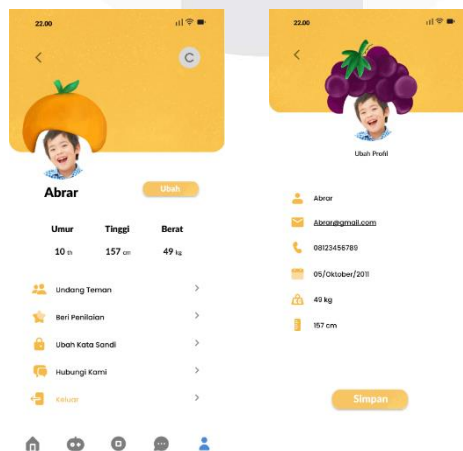 22.00
Abrar
Ubah
Umur Tinggi Berat
10 th 157 cm 49 kg
Undang Teman
Beri Penilaian
Ubah Kata Sandi
Hubungi Kami
Keluar
22.00
Ubah Profil
Abrar
Abrar@gmail.com
08123456789
05/Oktober/2011
49 kg
157 cm
Simpan